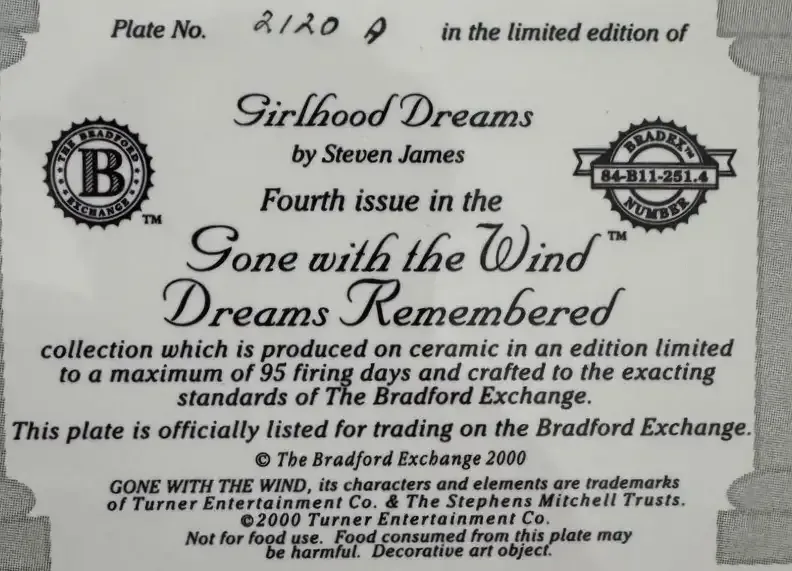 Plate No. 2120 A in the limited edition of
Girlhood Dreams
by Steven James
Fourth issue in the
Gone with the Wind™
Dreams Remembered
THE BRADFORD
B
EXCHANGE
™
BRADEX™
84-B11-251.4
NUMBER
collection which is produced on ceramic in an edition limited
to a maximum of 95 firing days and crafted to the exacting
standards of The Bradford Exchange.
This plate is officially listed for trading on the Bradford Exchange.
© The Bradford Exchange 2000
GONE WITH THE WIND, its characters and elements are trademarks
of Turner Entertainment Co. & The Stephens Mitchell Trusts.
©2000 Turner Entertainment Co.
Not for food use. Food consumed from this plate may
be harmful. Decorative art object.